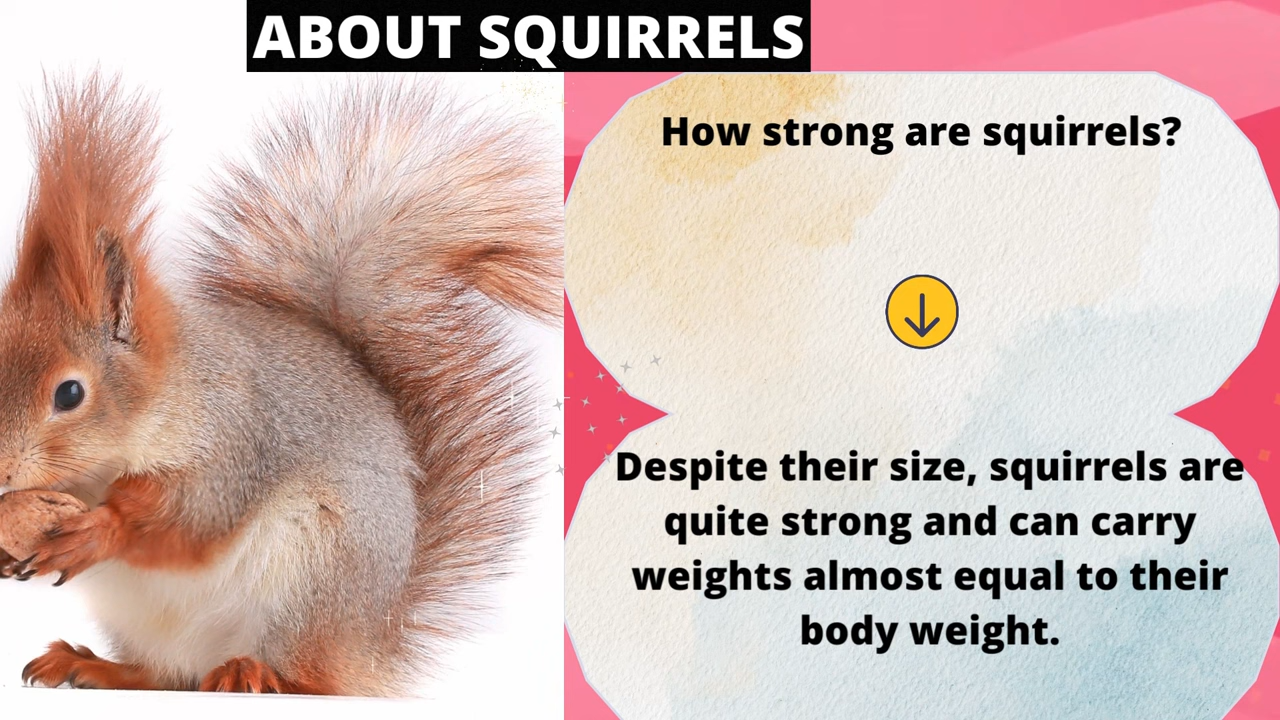 ABOUT SQUIRRELS
How strong are squirrels?
Despite their size, squirrels are
quite strong and can carry
weights almost equal to their
body weight.